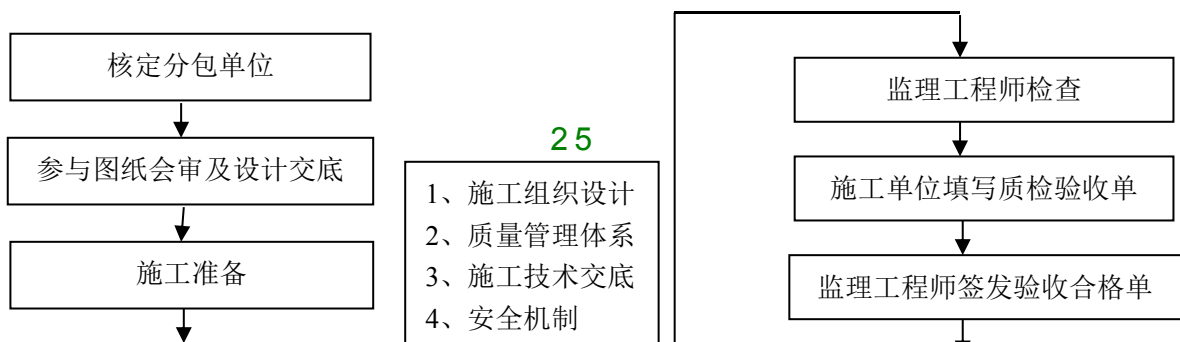 核定分包单位
参与图纸会审及设计交底
施工准备
25
1、施工组织设计
2、质量管理体系
3、施工技术交底
4、安全机制
监理工程师检查
施工单位填写质检验收单
监理工程师签发验收合格单